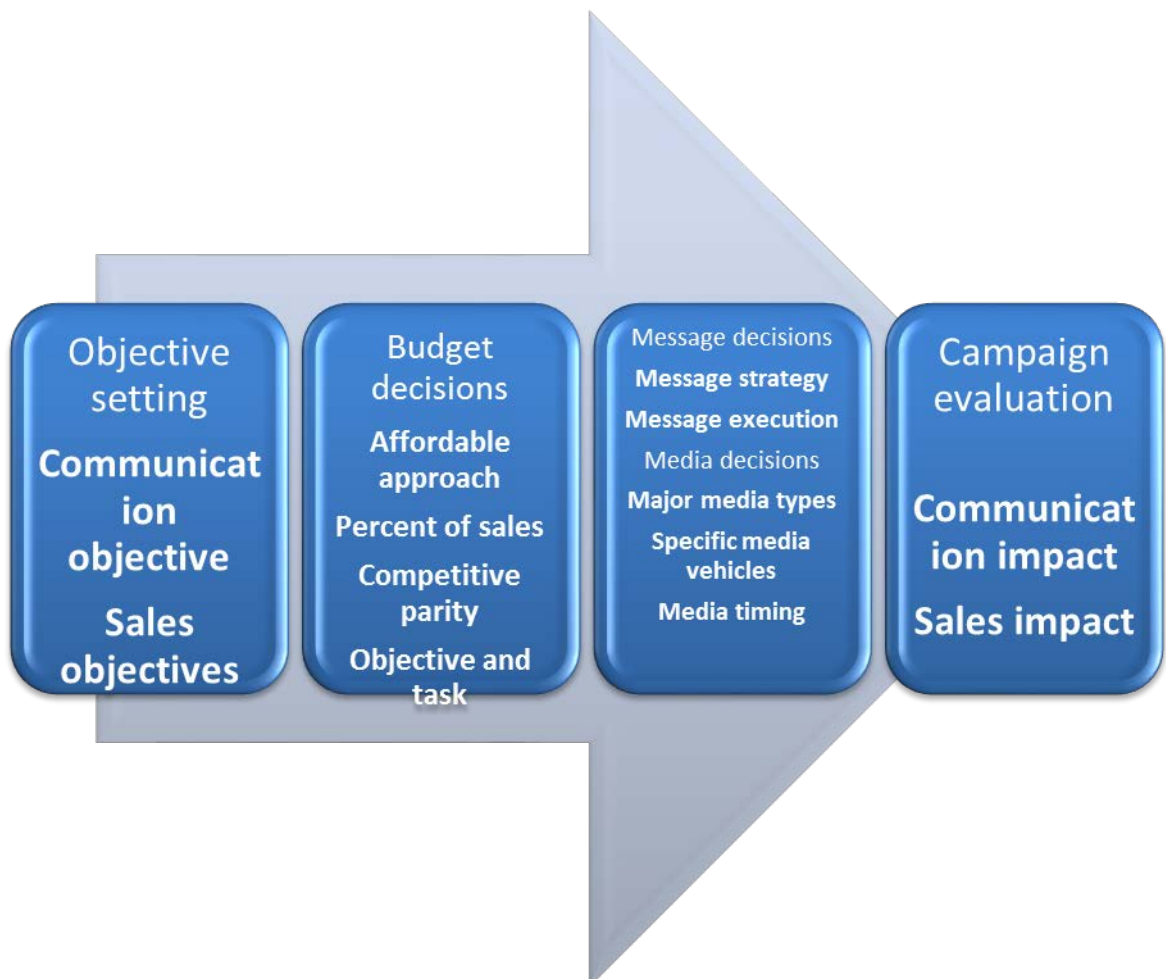 Objective
setting
Communicat
ion
objective
Sales
objectives
Budget
decisions
Affordable
approach
Percent of sales
Competitive
parity
Objective and
task
Message decisions
Message strategy
Message execution
Media decisions
Major media types
Specific media
vehicles
Media timing
Campaign
evaluation
Communicat
ion impact
Sales impact